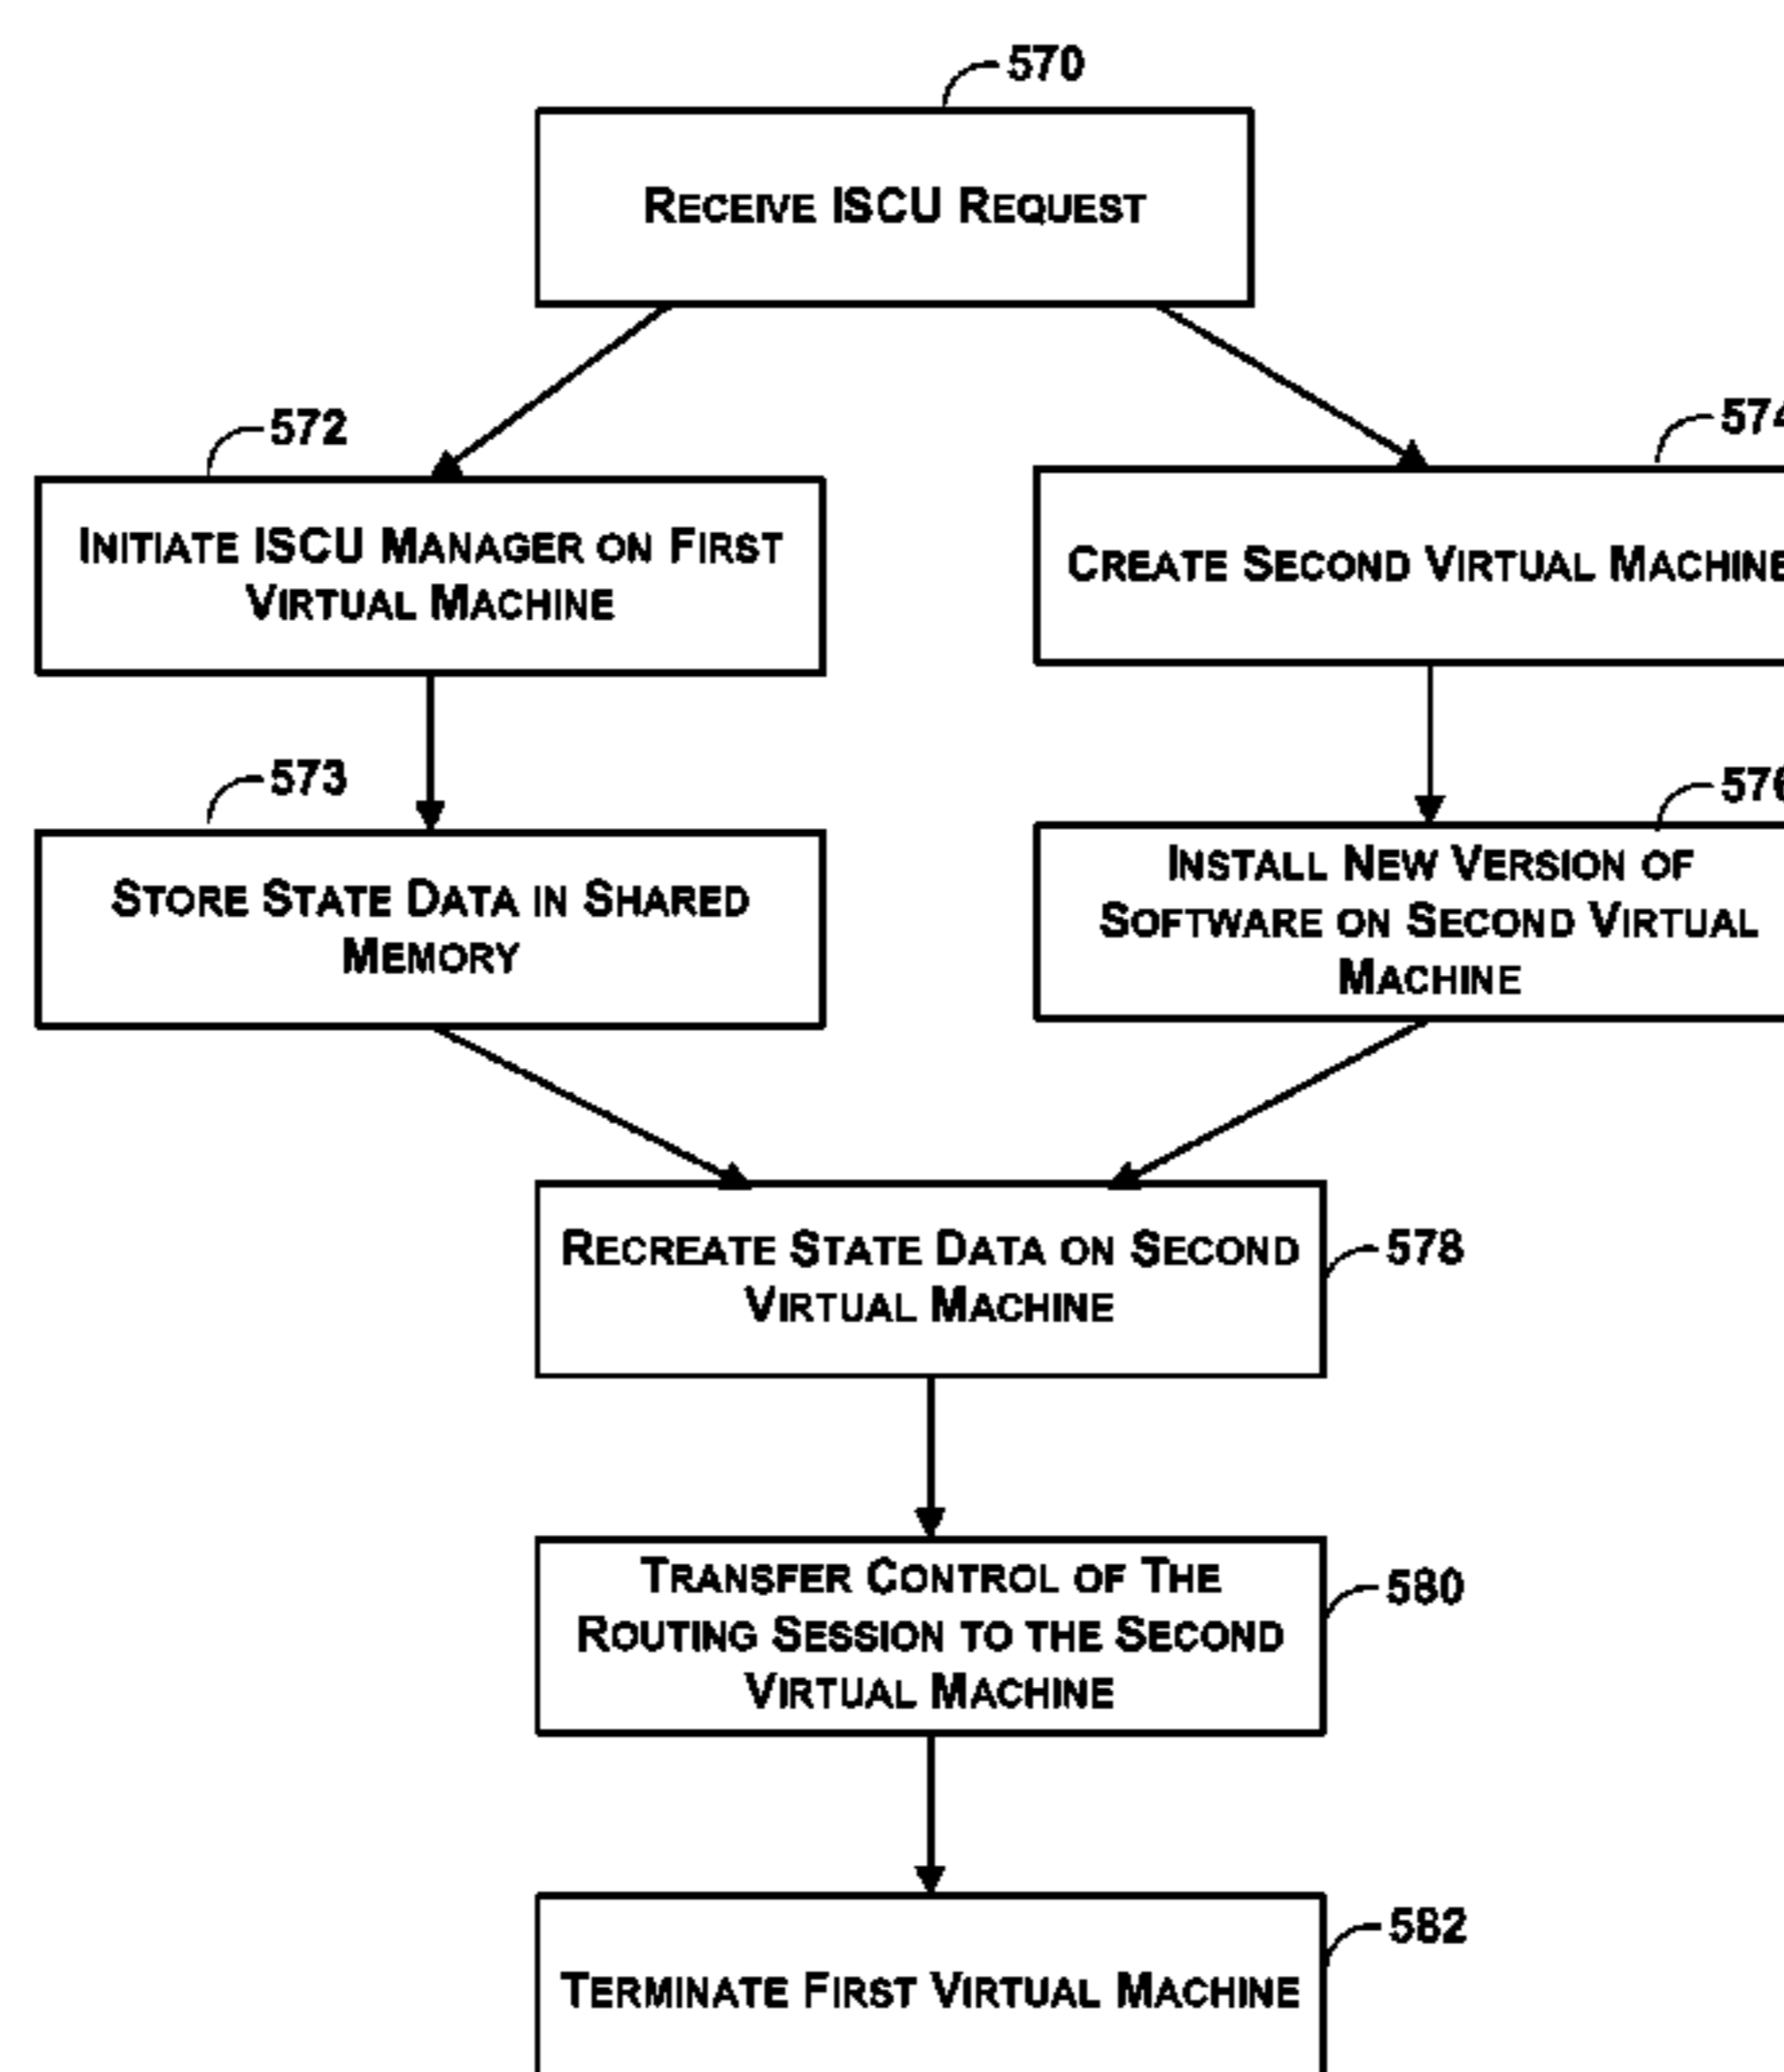 570
RECEIVE ISCU REQUEST
572
574
INITIATE ISCU MANAGER ON FIRST
VIRTUAL MACHINE
CREATE SECOND VIRTUAL MACHINE
573
576
STORE STATE DATA IN SHARED
MEMORY
INSTALL NEW VERSION OF
SOFTWARE ON SECOND VIRTUAL
MACHINE
RECREATE STATE DATA ON SECOND
VIRTUAL MACHINE
578
TRANSFER CONTROL OF THE
ROUTING SESSION TO THE SECOND
VIRTUAL MACHINE
580
582
TERMINATE FIRST VIRTUAL MACHINE